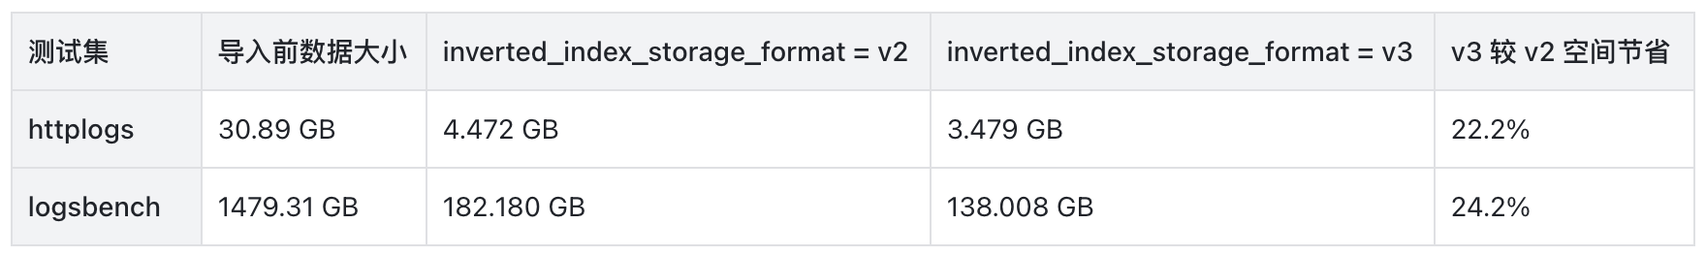 测试集 导入前数据大小 inverted_index_storage_format = v2 inverted_index_storage_format = v3 v3 较 v2 空间节省
httplogs 30.89 GB 4.472 GB 3.479 GB 22.2%
logsbench 1479.31 GB 182.180 GB 138.008 GB 24.2%